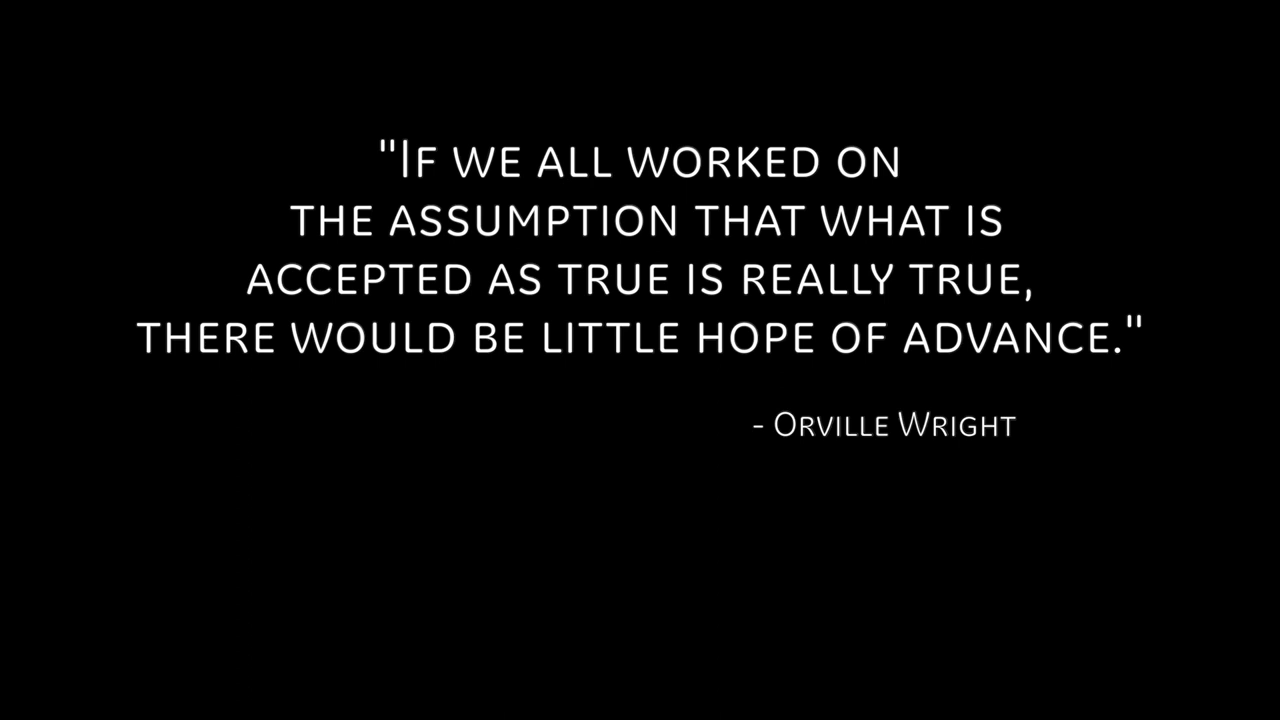 "If we all worked on
the assumption that what is
accepted as true is really true,
there would be little hope of advance."
- Orville Wright